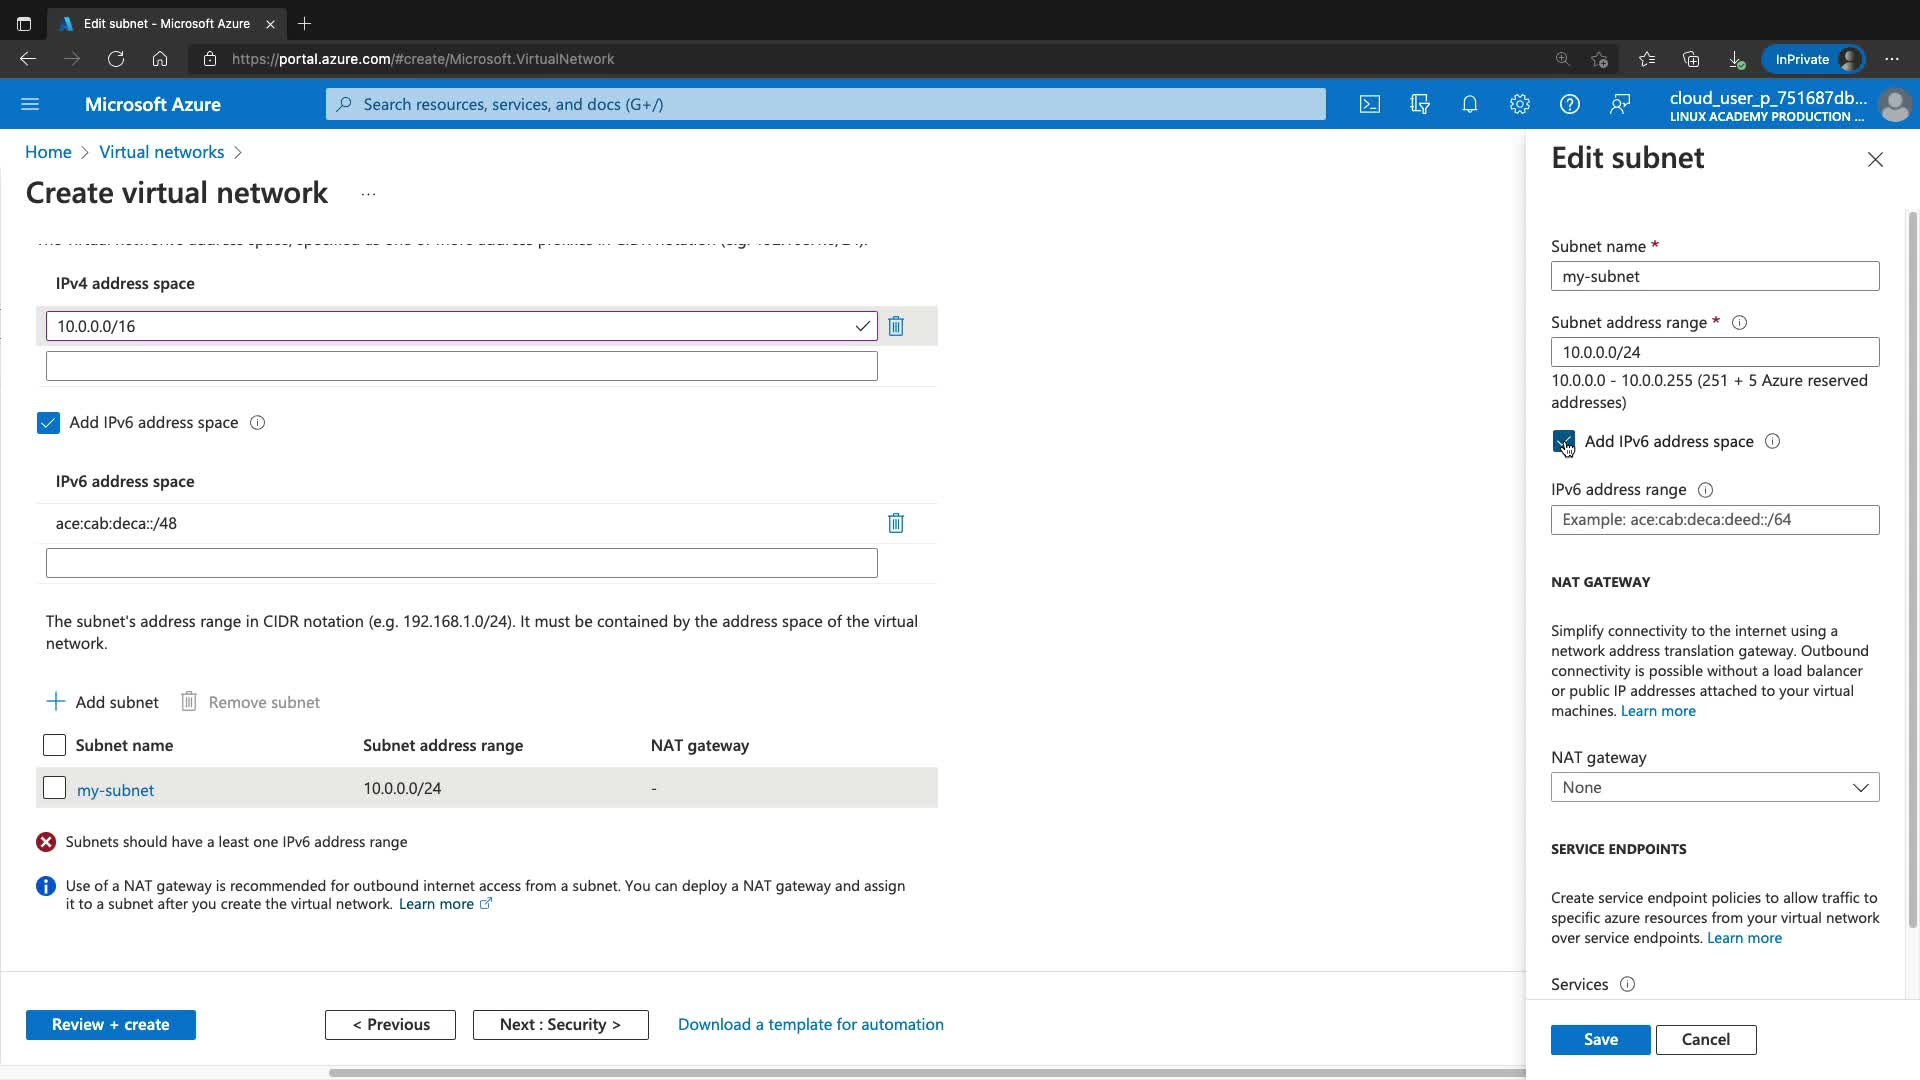 Edit subnet - Microsoft Azure
https://portal.azure.com/#create/Microsoft.VirtualNetwork
InPrivate
Microsoft Azure
Search resources, services, and docs (G+/)
cloud_user_p_751687db...
LINUX ACADEMY PRODUCTION ...
Home > Virtual networks >
Create virtual network ...
IPv4 address space
10.0.0.0/16
Add IPv6 address space
IPv6 address space
ace:cab:deca::/48
The subnet's address range in CIDR notation (e.g. 192.168.1.0/24). It must be contained by the address space of the virtual
network.
Add subnet Remove subnet
Subnet name Subnet address range NAT gateway
my-subnet 10.0.0.0/24 -
Subnets should have a least one IPv6 address range
Use of a NAT gateway is recommended for outbound internet access from a subnet. You can deploy a NAT gateway and assign
it to a subnet after you create the virtual network. Learn more
Review + create < Previous Next : Security > Download a template for automation
Edit subnet
Subnet name *
my-subnet
Subnet address range *
10.0.0.0/24
10.0.0.0 - 10.0.0.255 (251 + 5 Azure reserved
addresses)
Add IPv6 address space
IPv6 address range
Example: ace:cab:deca:deed::/64
NAT GATEWAY
Simplify connectivity to the internet using a
network address translation gateway. Outbound
connectivity is possible without a load balancer
or public IP addresses attached to your virtual
machines. Learn more
NAT gateway
None
SERVICE ENDPOINTS
Create service endpoint policies to allow traffic to
specific azure resources from your virtual network
over service endpoints. Learn more
Services
Save Cancel